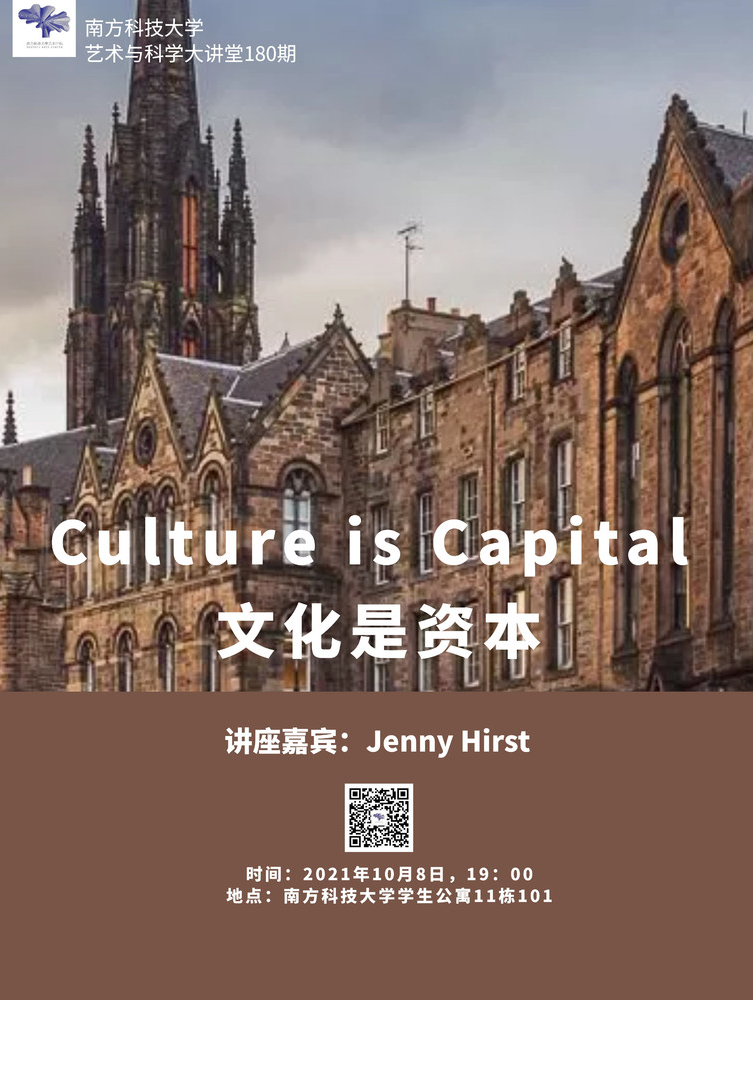 南方科技大学
艺术与科学大讲堂180期
Culture is Capital
文化是资本
讲座嘉宾：Jenny Hirst
时间：2021年10月8日，19：00
地点：南方科技大学学生公寓11栋101